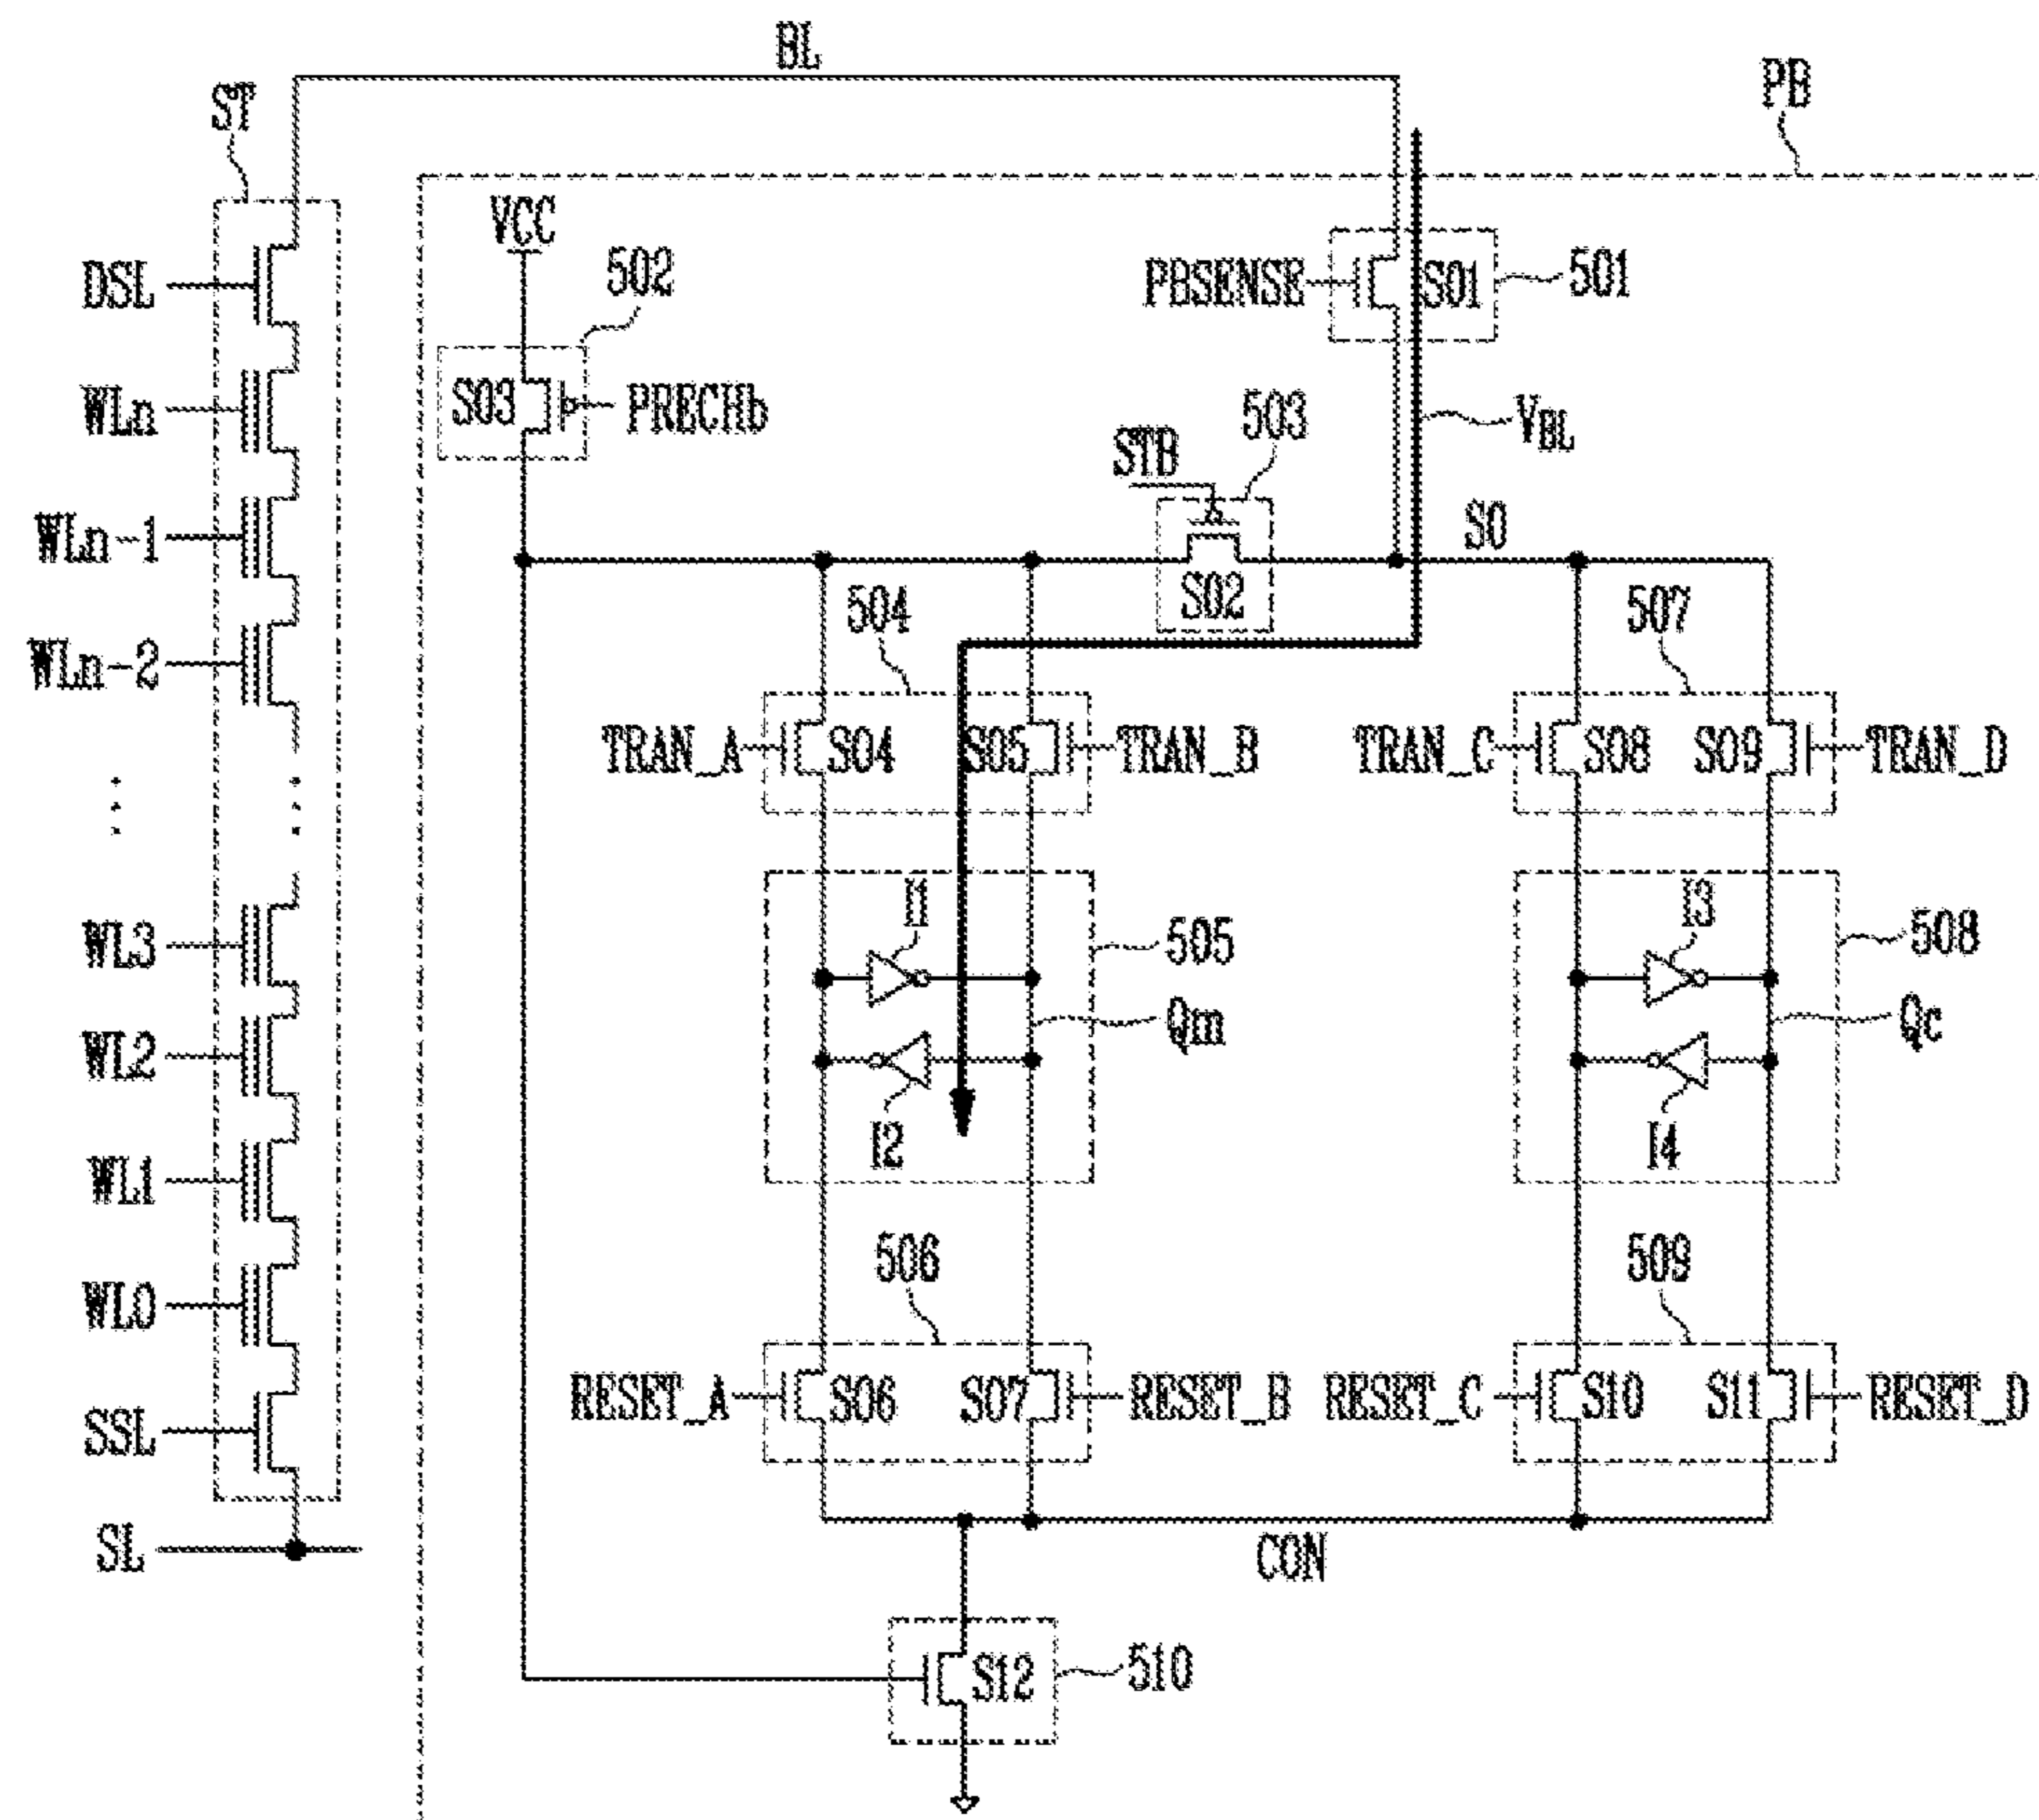 BL
ST
PB
VCC
502
DSL
PBSENSE
S01
501
WLn
S03
PRECHb
503
VBL
STB
WLn-1
S0
S02
504
507
WLn-2
TRAN_A
S04
S05
TRAN_B
TRAN_C
S08
S09
TRAN_D
I1
I3
WL3
505
508
Qm
Qc
WL2
I2
I4
WL1
506
509
WL0
RESET_A
S06
S07
RESET_B
RESET_C
S10
S11
RESET_D
SSL
SL
CON
S12
510